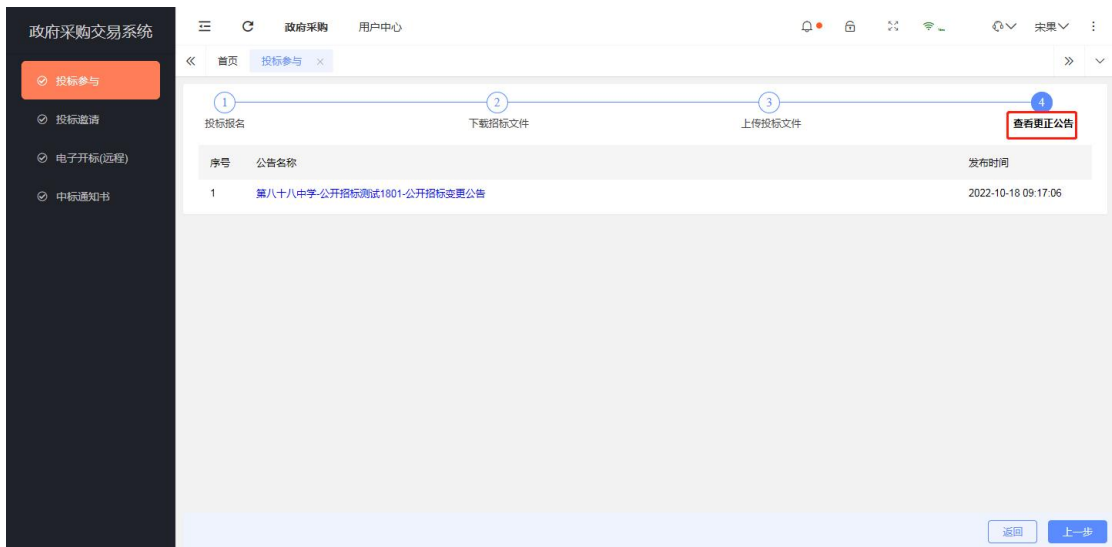 政府采购交易系统
政府采购 用户中心 宋果
首页 投标参与 ×
投标参与
投标邀请
电子开标(远程)
中标通知书
1 2 3 4
投标报名 下载招标文件 上传投标文件 查看更正公告
序号 公告名称 发布时间
1 第八十八中学-公开招标测试1801-公开招标变更公告 2022-10-18 09:17:06
返回 上一步